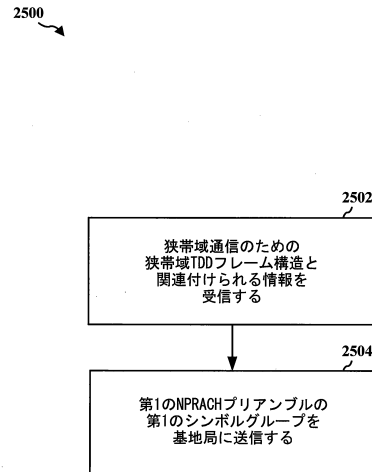 2500
2502
狭帯域通信のための
狭帯域TDDフレーム構造と
関連付けられる情報を
受信する
2504
第1のNPRACHプリアンブルの
第1のシンボルグループを
基地局に送信する